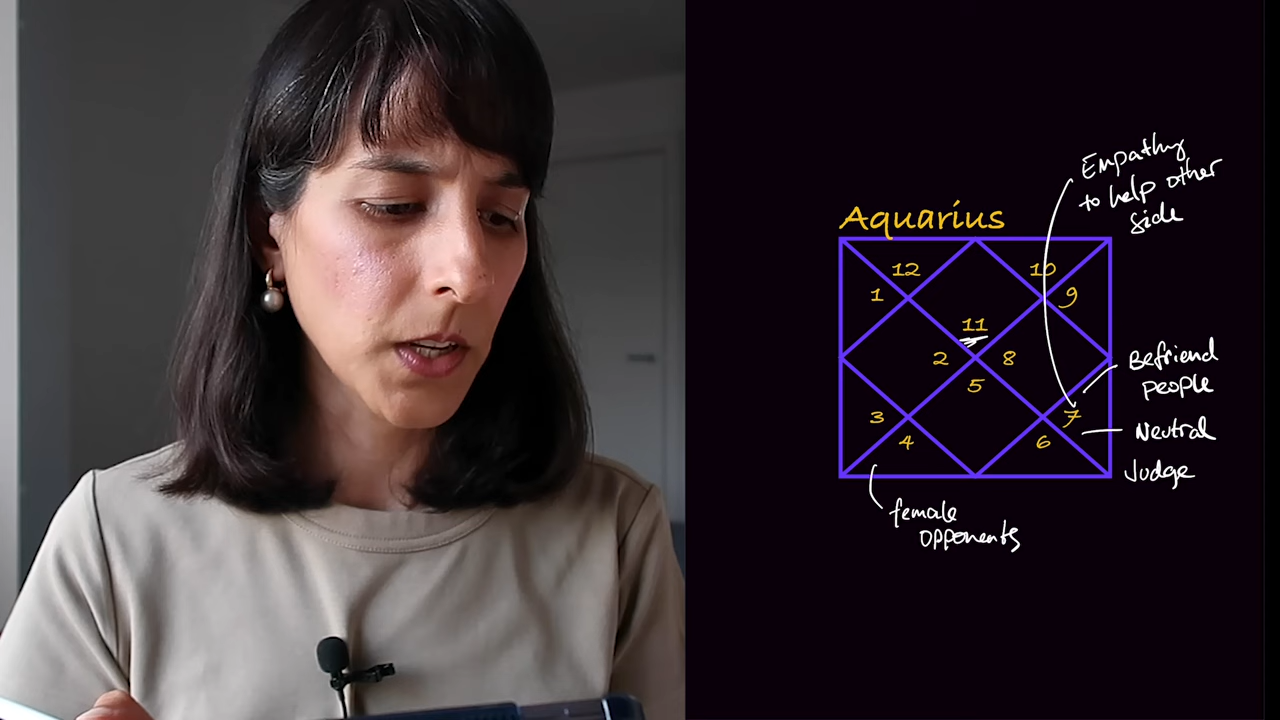 Empathy
to help other
side
Aquarius
12
10
1
9
11
2
8
5
Befriend
people
3
7
4
6
Neutral
Judge
female
opponents